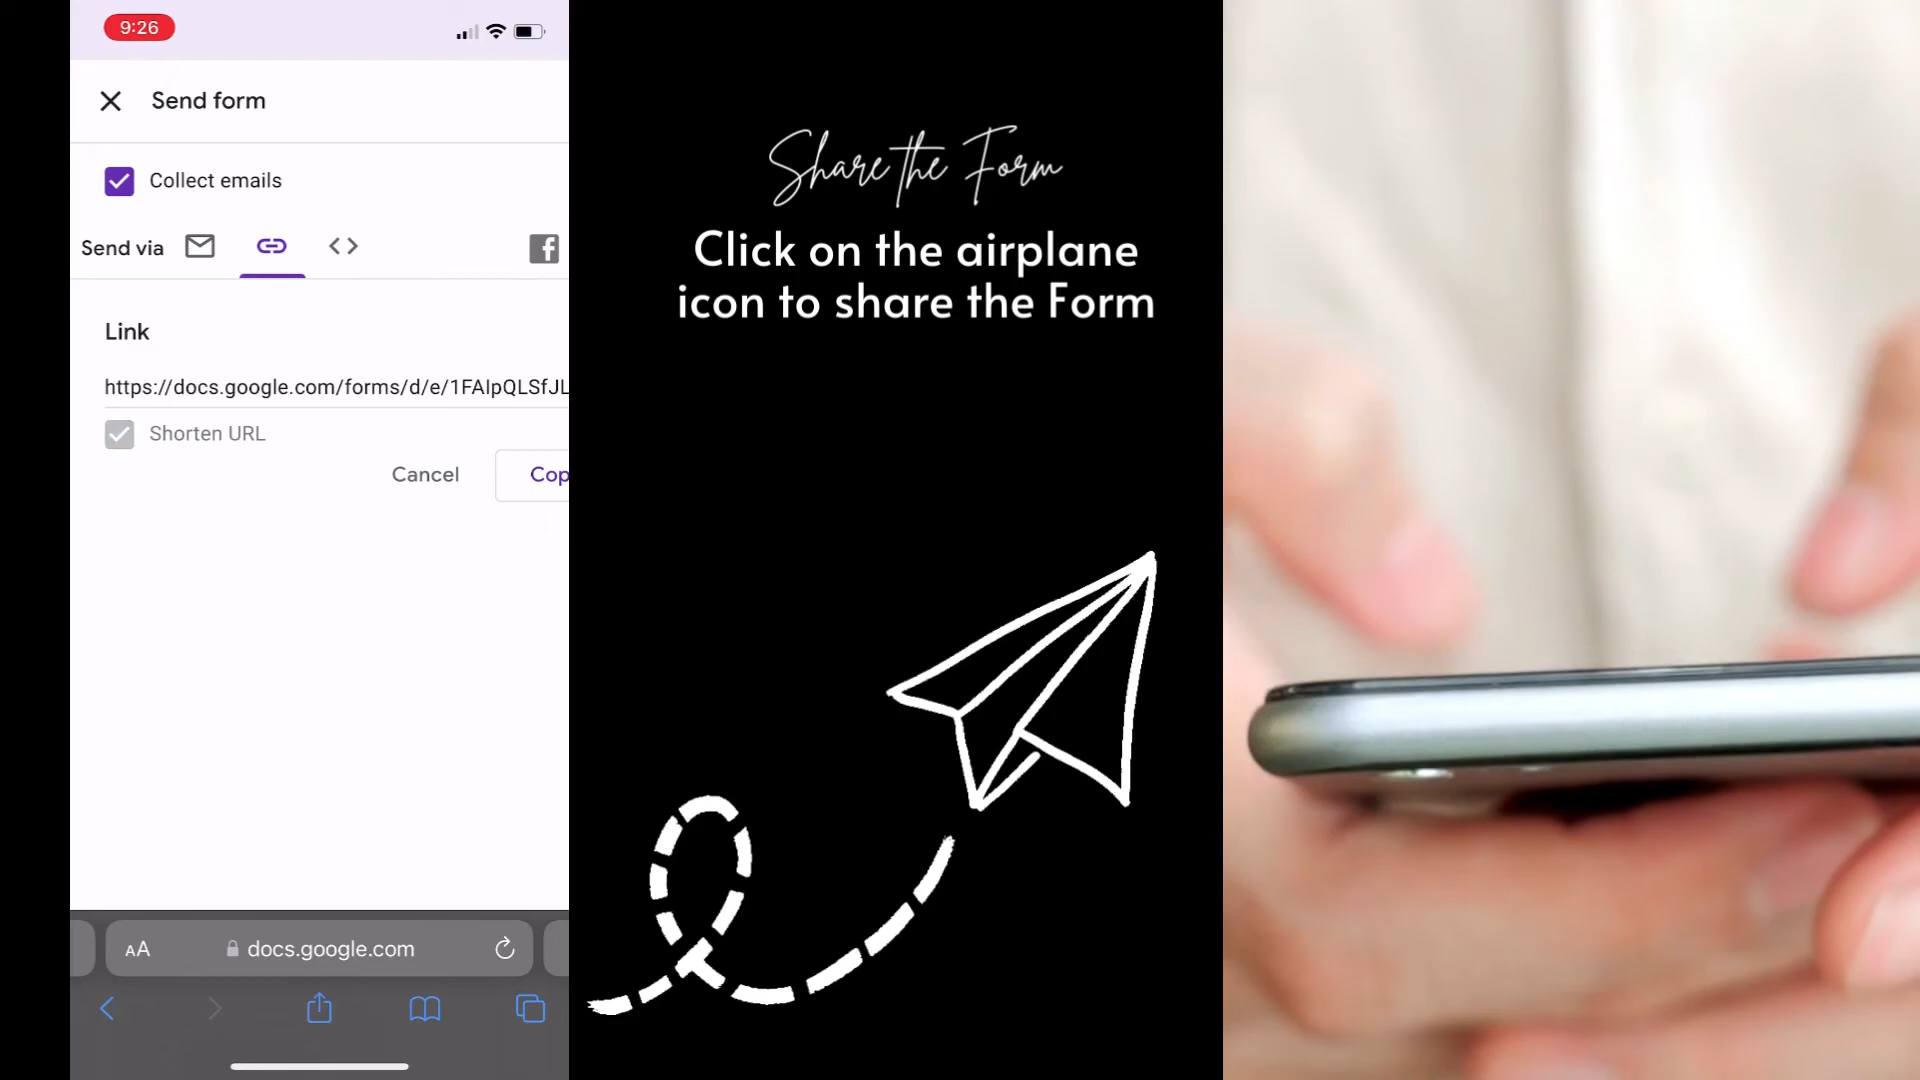 9:26
Send form
Collect emails
Send via
Link
https://docs.google.com/forms/d/e/1FAIpQLSfJL
Shorten URL
Cancel
Cop
AA
docs.google.com
Share the Form
Click on the airplane
icon to share the Form